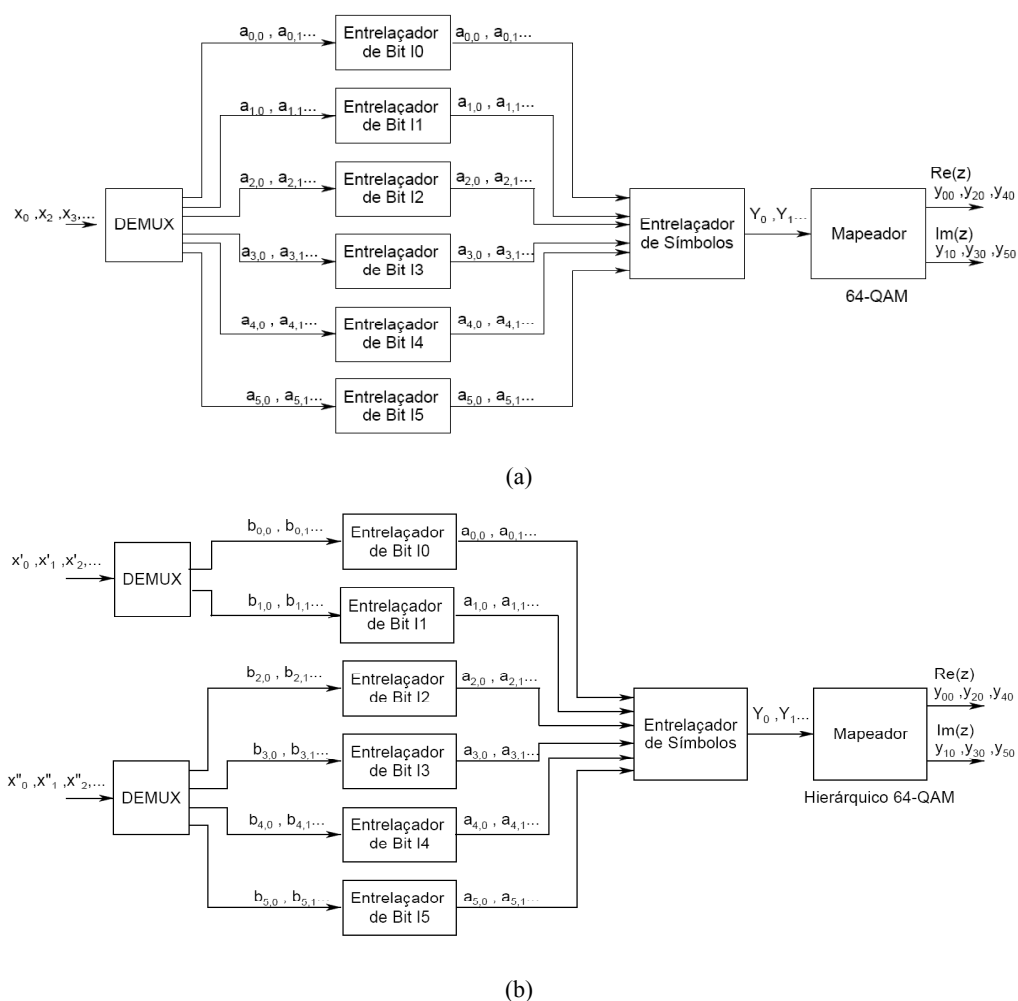 a0,0 , a0,1...
Entrelaçador
de Bit I0
a0,0 , a0,1...
a1,0 , a1,1...
Entrelaçador
de Bit I1
a1,0 , a1,1...
a2,0 , a2,1...
Entrelaçador
de Bit I2
a2,0 , a2,1...
x0 ,x2 ,x3,...
DEMUX
a3,0 , a3,1...
Entrelaçador
de Bit I3
a3,0 , a3,1...
a4,0 , a4,1...
Entrelaçador
de Bit I4
a4,0 , a4,1...
a5,0 , a5,1...
Entrelaçador
de Bit I5
a5,0 , a5,1...
Entrelaçador
de Símbolos
Y0 ,Y1...
Mapeador
64-QAM
Re(z)
y00 ,y20 ,y40
Im(z)
y10 ,y30 ,y50
(a)
x'0 ,x'1 ,x'2,...
DEMUX
b0,0 , b0,1...
Entrelaçador
de Bit I0
a0,0 , a0,1...
b1,0 , b1,1...
Entrelaçador
de Bit I1
a1,0 , a1,1...
x"0 ,x"1 ,x"2,...
DEMUX
b2,0 , b2,1...
Entrelaçador
de Bit I2
a2,0 , a2,1...
b3,0 , b3,1...
Entrelaçador
de Bit I3
a3,0 , a3,1...
b4,0 , b4,1...
Entrelaçador
de Bit I4
a4,0 , a4,1...
b5,0 , b5,1...
Entrelaçador
de Bit I5
a5,0 , a5,1...
Entrelaçador
de Símbolos
Y0 ,Y1...
Mapeador
Hierárquico 64-QAM
Re(z)
y00 ,y20 ,y40
Im(z)
y10 ,y30 ,y50
(b)